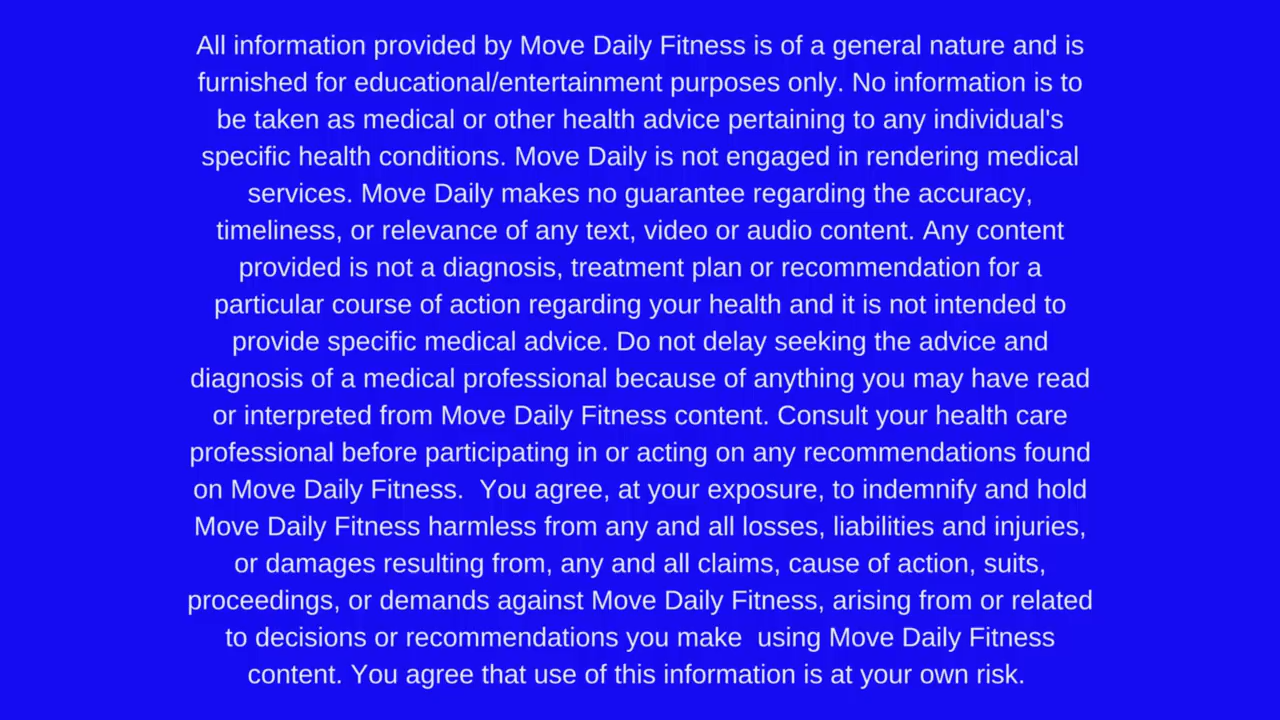 All information provided by Move Daily Fitness is of a general nature and is
furnished for educational/entertainment purposes only. No information is to
be taken as medical or other health advice pertaining to any individual's
specific health conditions. Move Daily is not engaged in rendering medical
services. Move Daily makes no guarantee regarding the accuracy,
timeliness, or relevance of any text, video or audio content. Any content
provided is not a diagnosis, treatment plan or recommendation for a
particular course of action regarding your health and it is not intended to
provide specific medical advice. Do not delay seeking the advice and
diagnosis of a medical professional because of anything you may have read
or interpreted from Move Daily Fitness content. Consult your health care
professional before participating in or acting on any recommendations found
on Move Daily Fitness.  You agree, at your exposure, to indemnify and hold
Move Daily Fitness harmless from any and all losses, liabilities and injuries,
or damages resulting from, any and all claims, cause of action, suits,
proceedings, or demands against Move Daily Fitness, arising from or related
to decisions or recommendations you make  using Move Daily Fitness
content. You agree that use of this information is at your own risk.